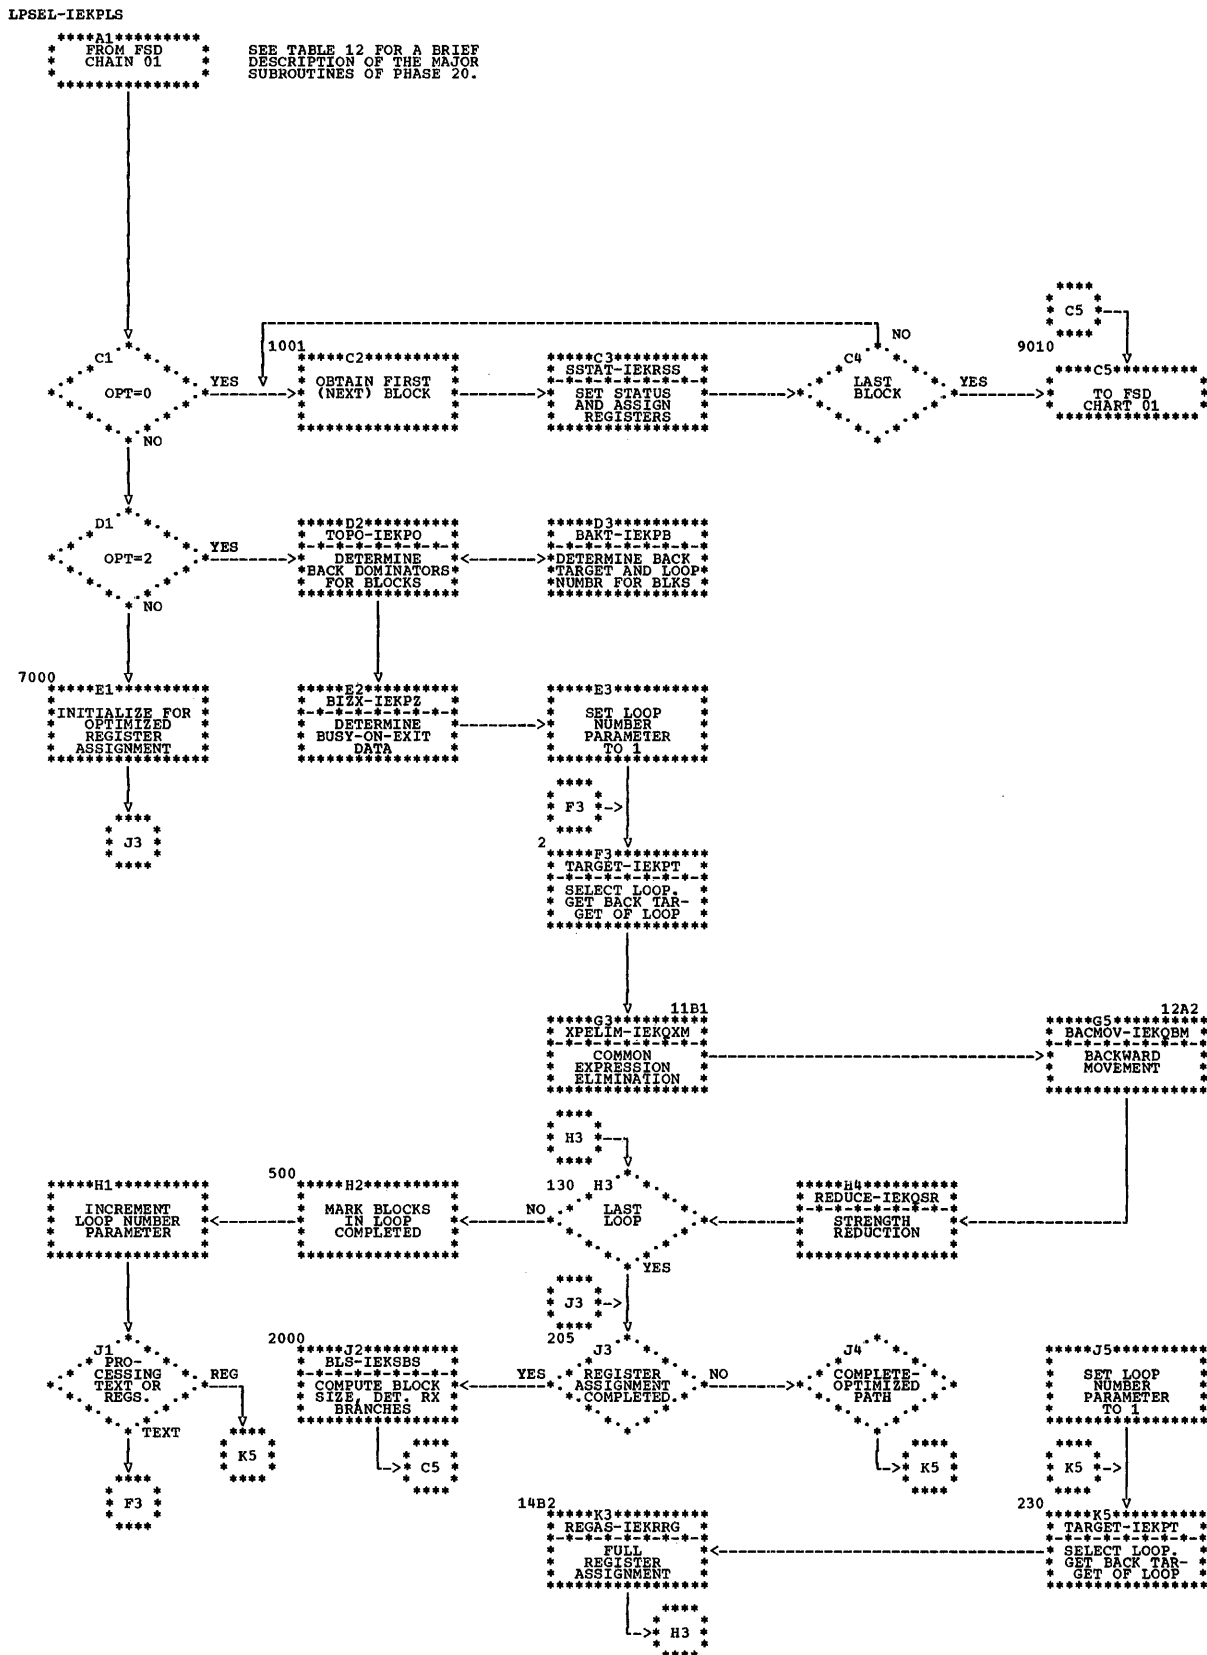 LPSEL-IEKPLS
A1
FROM FSD
CHAIN 01
SEE TABLE 12 FOR A BRIEF
DESCRIPTION OF THE MAJOR
SUBROUTINES OF PHASE 20.
C5
C1
OPT=0
YES
NO
1001
C2
OBTAIN FIRST
(NEXT) BLOCK
C3
SSTAT-IEKRSS
SET STATUS
AND ASSIGN
REGISTERS
NO
C4
LAST
BLOCK
YES
9010
C5
TO FSD
CHART 01
D1
OPT=2
YES
NO
D2
TOPO-IEKPO
DETERMINE
BACK DOMINATORS
FOR BLOCKS
D3
BAKT-IEKPB
DETERMINE BACK
TARGET AND LOOP
NUMBR FOR BLKS
7000
E1
INITIALIZE FOR
OPTIMIZED
REGISTER
ASSIGNMENT
J3
E2
BIZX-IEKPZ
DETERMINE
BUSY-ON-EXIT
DATA
E3
SET LOOP
NUMBER
PARAMETER
TO 1
F3
2
F3
TARGET-IEKPT
SELECT LOOP.
GET BACK TAR-
GET OF LOOP
11B1
G3
XPELIM-IEKQXM
COMMON
EXPRESSION
ELIMINATION
12A2
G5
BACMOV-IEKQBM
BACKWARD
MOVEMENT
H3
H1
INCREMENT
LOOP NUMBER
PARAMETER
500
H2
MARK BLOCKS
IN LOOP
COMPLETED
NO
130
H3
LAST
LOOP
YES
H4
REDUCE-IEKQSR
STRENGTH
REDUCTION
J3
J1
PRO-
CESSING
TEXT OR
REGS.
REG
TEXT
K5
F3
2000
J2
BLS-IEKSBS
COMPUTE BLOCK
SIZE, DET. RX
BRANCHES
C5
YES
205
J3
REGISTER
ASSIGNMENT
COMPLETED
NO
J4
COMPLETE-
OPTIMIZED
PATH
K5
J5
SET LOOP
NUMBER
PARAMETER
TO 1
K5
14B2
K3
REGAS-IEKRRG
FULL
REGISTER
ASSIGNMENT
H3
230
K5
TARGET-IEKPT
SELECT LOOP.
GET BACK TAR-
GET OF LOOP